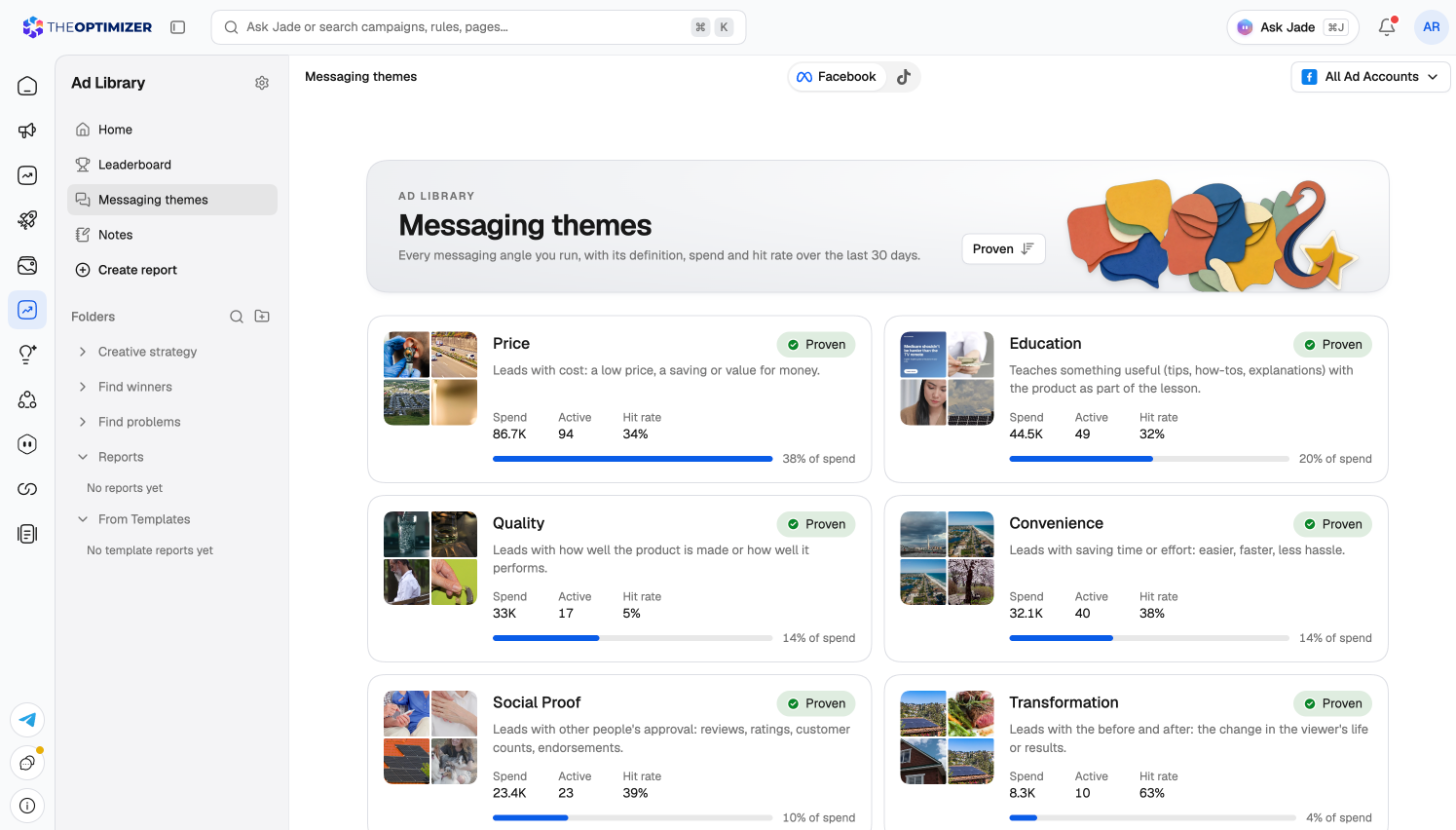 THEOPTIMIZER
Ask Jade or search campaigns, rules, pages...
⌘ K
Ask Jade ⌘J
AR
Ad Library
Home
Leaderboard
Messaging themes
Notes
Create report
Folders
Creative strategy
Find winners
Find problems
Reports
No reports yet
From Templates
No template reports yet
Messaging themes
Facebook
All Ad Accounts
AD LIBRARY
Messaging themes
Every messaging angle you run, with its definition, spend and hit rate over the last 30 days.
Proven
Price
Proven
Leads with cost: a low price, a saving or value for money.
Spend Active Hit rate
86.7K 94 34%
38% of spend
Education
Proven
Teaches something useful (tips, how-tos, explanations) with
the product as part of the lesson.
Spend Active Hit rate
44.5K 49 32%
20% of spend
Quality
Proven
Leads with how well the product is made or how well it
performs.
Spend Active Hit rate
33K 17 5%
14% of spend
Convenience
Proven
Leads with saving time or effort: easier, faster, less hassle.
Spend Active Hit rate
32.1K 40 38%
14% of spend
Social Proof
Proven
Leads with other people's approval: reviews, ratings, customer
counts, endorsements.
Spend Active Hit rate
23.4K 23 39%
10% of spend
Transformation
Proven
Leads with the before and after: the change in the viewer's life
or results.
Spend Active Hit rate
8.3K 10 63%
4% of spend